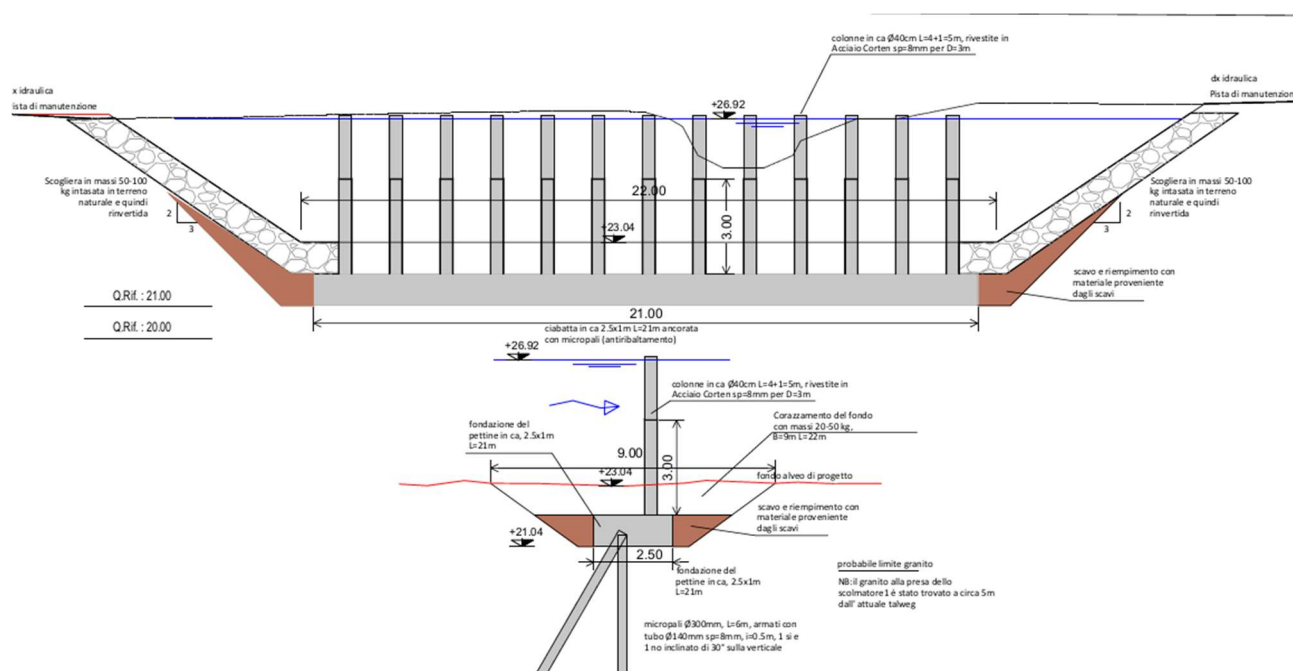 colonne in ca Ø40cm L=4+1=5m, rivestite in
Acciaio Corten sp=8mm per D=3m
x idraulica
ista di manutenzione
dx idraulica
Pista di manutenzion
+26.92
Scogliera in massi 50-100
kg intasata in terreno
naturale e quindi
rinvertida
2
3
22.00
3.00
+23.04
Scogliera in massi 50-100
kg intasata in terreno
naturale e quindi
rinvertida
2
3
scavo e riempimento con
materiale proveniente
dagli scavi
Q.Rif. : 21.00
Q.Rif. : 20.00
21.00
ciabatta in ca 2.5x1m L=21m ancorata
con micropali (antiribaltamento)
+26.92
colonne in ca Ø40cm L=4+1=5m, rivestite in
Acciaio Corten sp=8mm per D=3m
fondazione del
pettine in ca, 2.5x1m
L=21m
Corazzamento del fondo
con massi 20-50 kg,
B=9m L=22m
9.00
3.00
+23.04
fondo alveo di progetto
scavo e riempimento con
materiale proveniente
dagli scavi
+21.04
2.50
fondazione del
pettine in ca, 2.5x1m
L=21m
probabile limite granito
NB: il granito alla presa dello
scolmatore1 è stato trovato a circa 5m
dall' attuale talweg
micropali Ø300mm, L=6m, armati con
tubo Ø140mm sp=8mm, i=0.5m, 1 si e
1 no inclinato di 30° sulla verticale